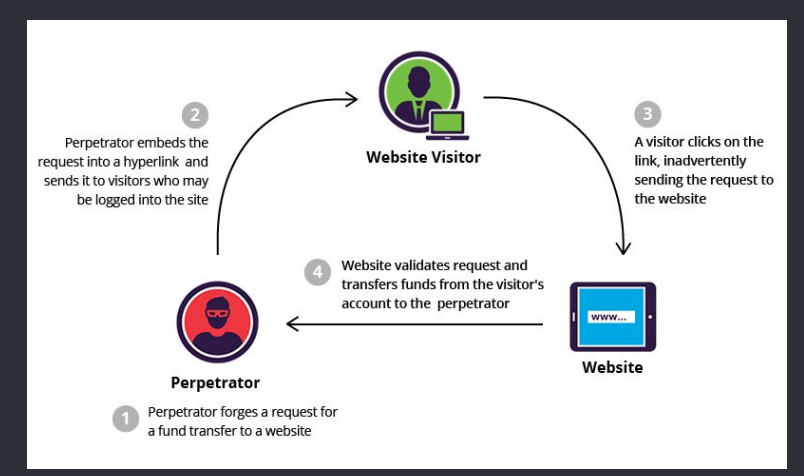 2
Perpetrator embeds the
request into a hyperlink and
sends it to visitors who may
be logged into the site
Website Visitor
3
A visitor clicks on the
link, inadvertently
sending the request to
the website
4
Website validates request and
transfers funds from the visitor's
account to the perpetrator
www...
Website
Perpetrator
1
Perpetrator forges a request for
a fund transfer to a website